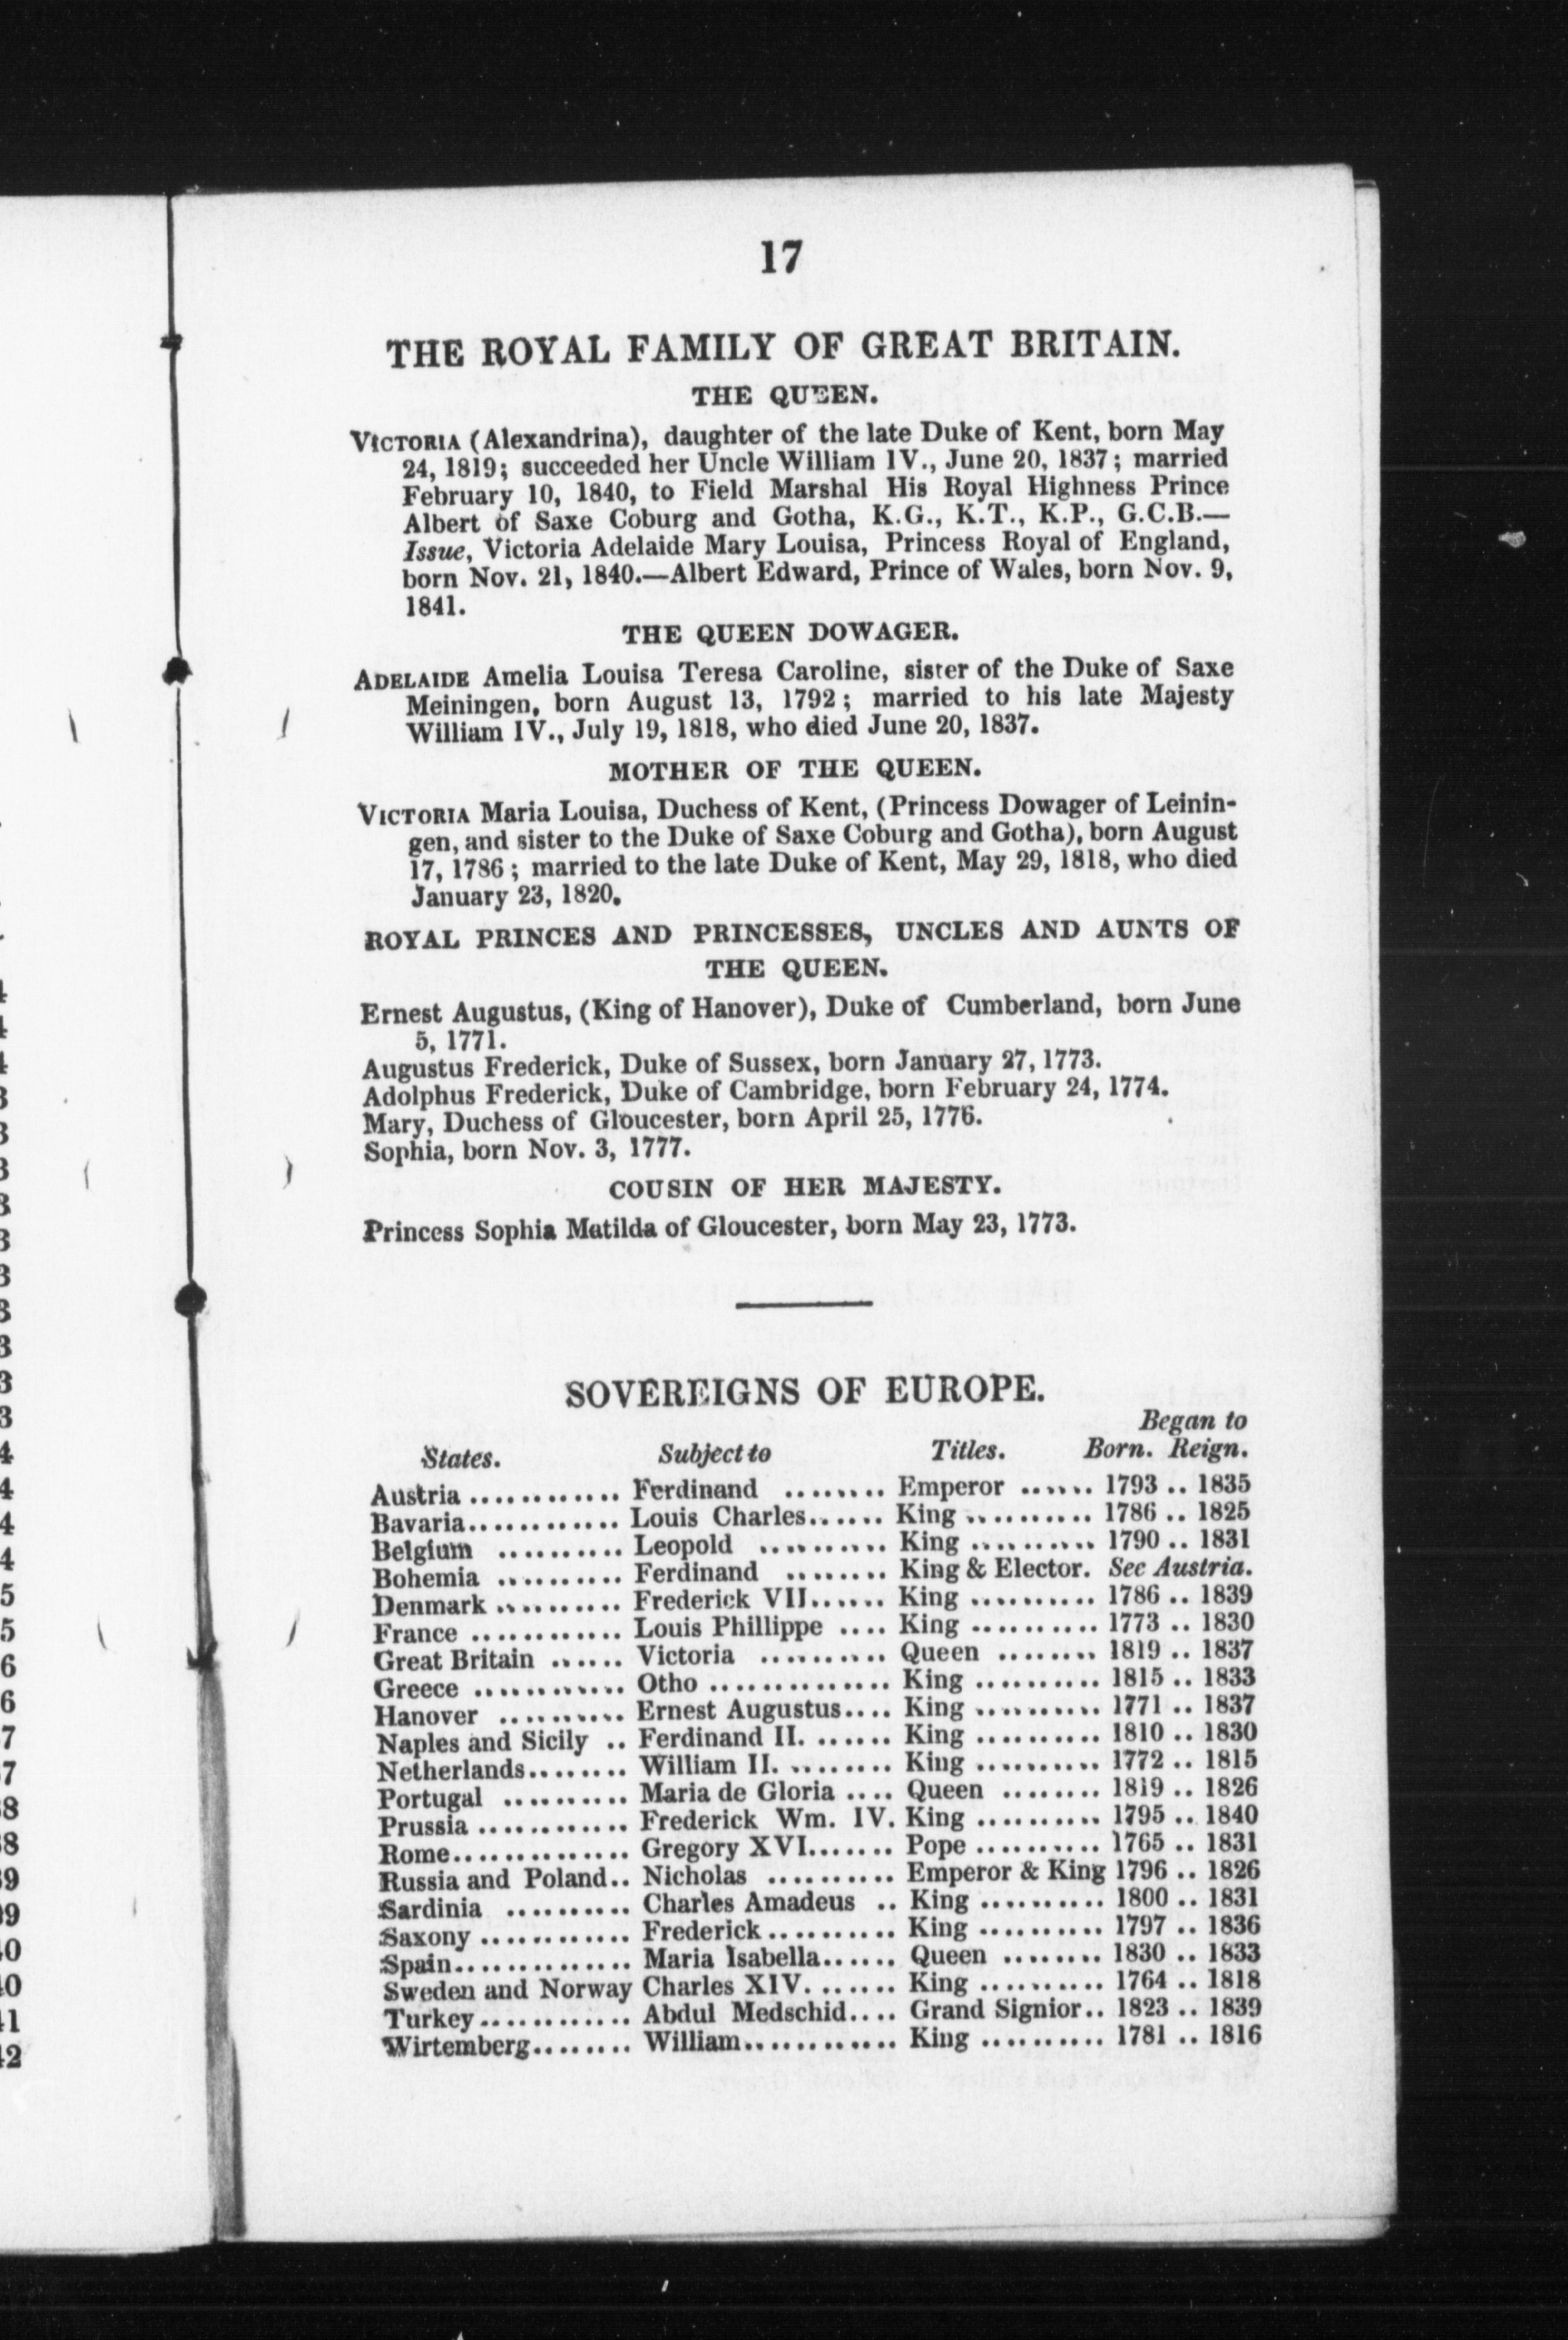 17
THE ROYAL FAMILY OF GREAT BRITAIN.
THE QUEEN.
VICTORIA (Alexandrina), daughter of the late Duke of Kent, born May
24, 1819; succeeded her Uncle William IV., June 20, 1837; married
February 10, 1840, to Field Marshal His Royal Highness Prince
Albert of Saxe Coburg and Gotha, K.G., K.T., K.P., G.C.B.—
Issue, Victoria Adelaide Mary Louisa, Princess Royal of England,
born Nov. 21, 1840.—Albert Edward, Prince of Wales, born Nov. 9,
1841.
THE QUEEN DOWAGER.
ADELAIDE Amelia Louisa Teresa Caroline, sister of the Duke of Saxe
Meiningen, born August 13, 1792; married to his late Majesty
William IV., July 19, 1818, who died June 20, 1837.
MOTHER OF THE QUEEN.
VICTORIA Maria Louisa, Duchess of Kent, (Princess Dowager of Leinin-
gen, and sister to the Duke of Saxe Coburg and Gotha), born August
17, 1786; married to the late Duke of Kent, May 29, 1818, who died
January 23, 1820.
ROYAL PRINCES AND PRINCESSES, UNCLES AND AUNTS OF
THE QUEEN.
Ernest Augustus, (King of Hanover), Duke of Cumberland, born June
5, 1771.
Augustus Frederick, Duke of Sussex, born January 27, 1773.
Adolphus Frederick, Duke of Cambridge, born February 24, 1774.
Mary, Duchess of Gloucester, born April 25, 1776.
Sophia, born Nov. 3, 1777.
COUSIN OF HER MAJESTY.
Princess Sophia Matilda of Gloucester, born May 23, 1773.
SOVEREIGNS OF EUROPE.
Began to
States. Subject to Titles. Born. Reign.
Austria ............ Ferdinand ........ Emperor ...... 1793 .. 1835
Bavaria............ Louis Charles...... King .......... 1786 .. 1825
Belgium .......... Leopold .......... King .......... 1790 .. 1831
Bohemia .......... Ferdinand ........ King & Elector. See Austria.
Denmark .......... Frederick VII...... King .......... 1786 .. 1839
France ............ Louis Phillippe .... King .......... 1773 .. 1830
Great Britain ...... Victoria .......... Queen ........ 1819 .. 1837
Greece ............ Otho .............. King .......... 1815 .. 1833
Hanover .......... Ernest Augustus.... King .......... 1771 .. 1837
Naples and Sicily .. Ferdinand II. ...... King .......... 1810 .. 1830
Netherlands........ William II. ........ King .......... 1772 .. 1815
Portugal .......... Maria de Gloria .... Queen ........ 1819 .. 1826
Prussia ............ Frederick Wm. IV. King .......... 1795 .. 1840
Rome.............. Gregory XVI....... Pope .......... 1765 .. 1831
Russia and Poland.. Nicholas .......... Emperor & King 1796 .. 1826
Sardinia .......... Charles Amadeus .. King .......... 1800 .. 1831
Saxony ............ Frederick.......... King .......... 1797 .. 1836
Spain.............. Maria Isabella...... Queen ........ 1830 .. 1833
Sweden and Norway Charles XIV. ...... King .......... 1764 .. 1818
Turkey............ Abdul Medschid.... Grand Signior.. 1823 .. 1839
Wirtemberg........ William............ King .......... 1781 .. 1816